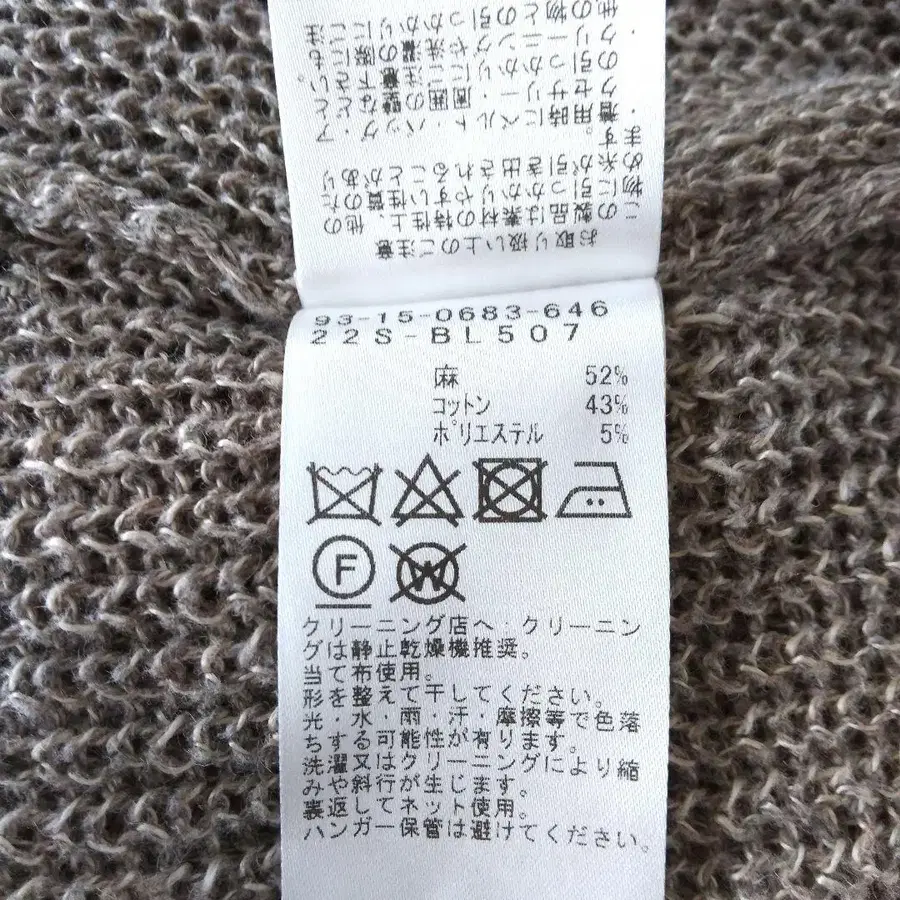 お取り扱い上のご注意
この製品は素材の特性上、他の
物に引っかかりやすい性質のた
め糸が引き出されることがあり
ます。
・着用時にベルト・バッグ・ア
クセサリー・周囲の壁などと
の引っかかりにご注意下さい。
・クリーニングや洗濯の際にも
他の物との引っかかりに
93-15-0683-646
22S-BL507
麻 52%
コットン 43%
ポリエステル 5%
F W
クリーニング店へ・クリーニン
グは静止乾燥機推奨。
当て布使用。
形を整えて干してください。
光・水・雨・汗・摩擦等で色落
ちする可能性が有ります。
洗濯又はクリーニングにより縮
みや斜行が生じます。
裏返してネット使用。
ハンガー保管は避けてください。